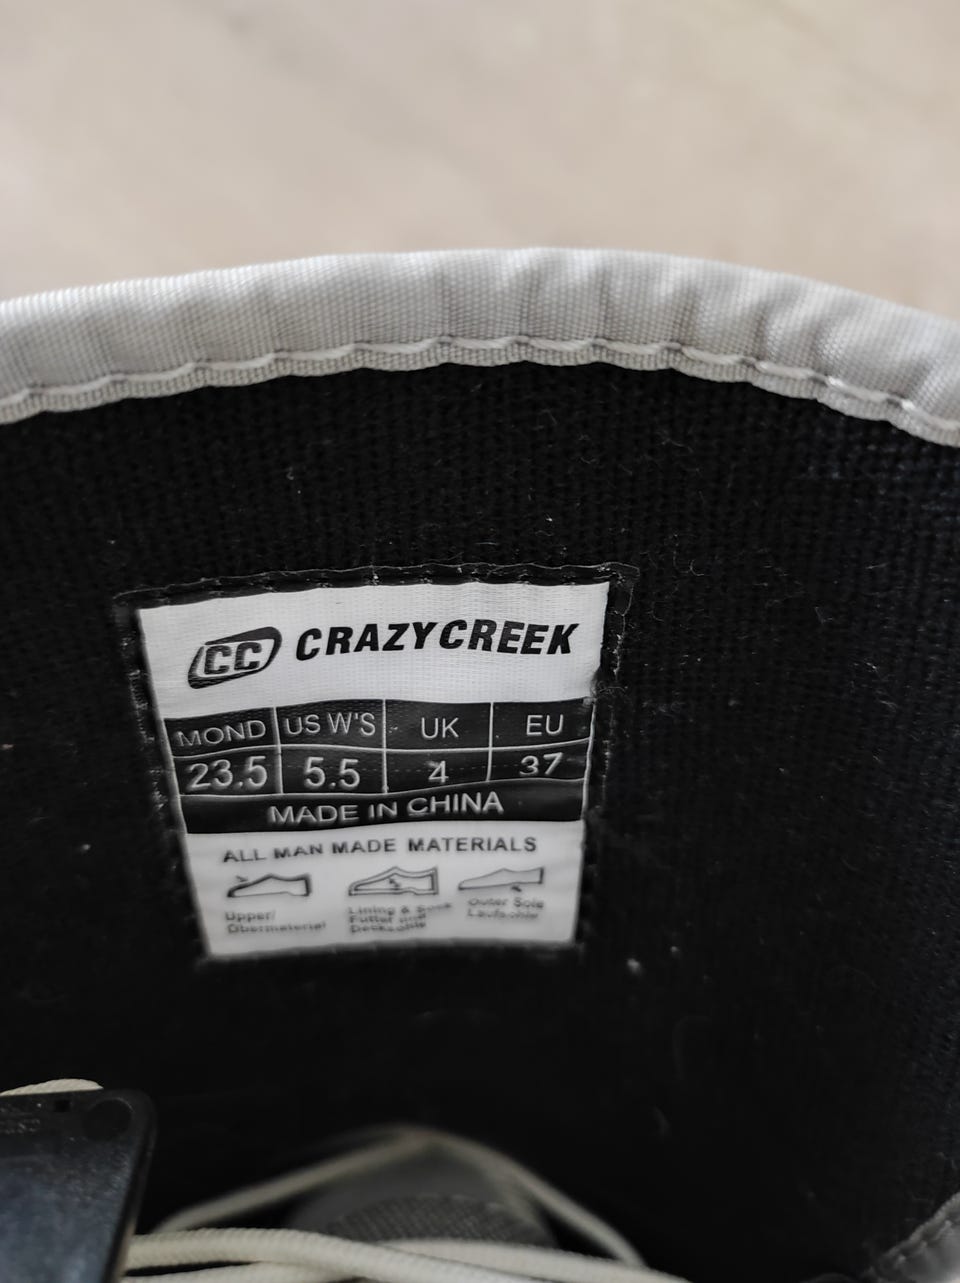 CC CRAZYCREEK
MOND US W'S UK EU
23.5 5.5 4 37
MADE IN CHINA
ALL MAN MADE MATERIALS
Upper/ Lining & Sock Outer Sole
Obermaterial Futter und Laufsohle
Decksohle